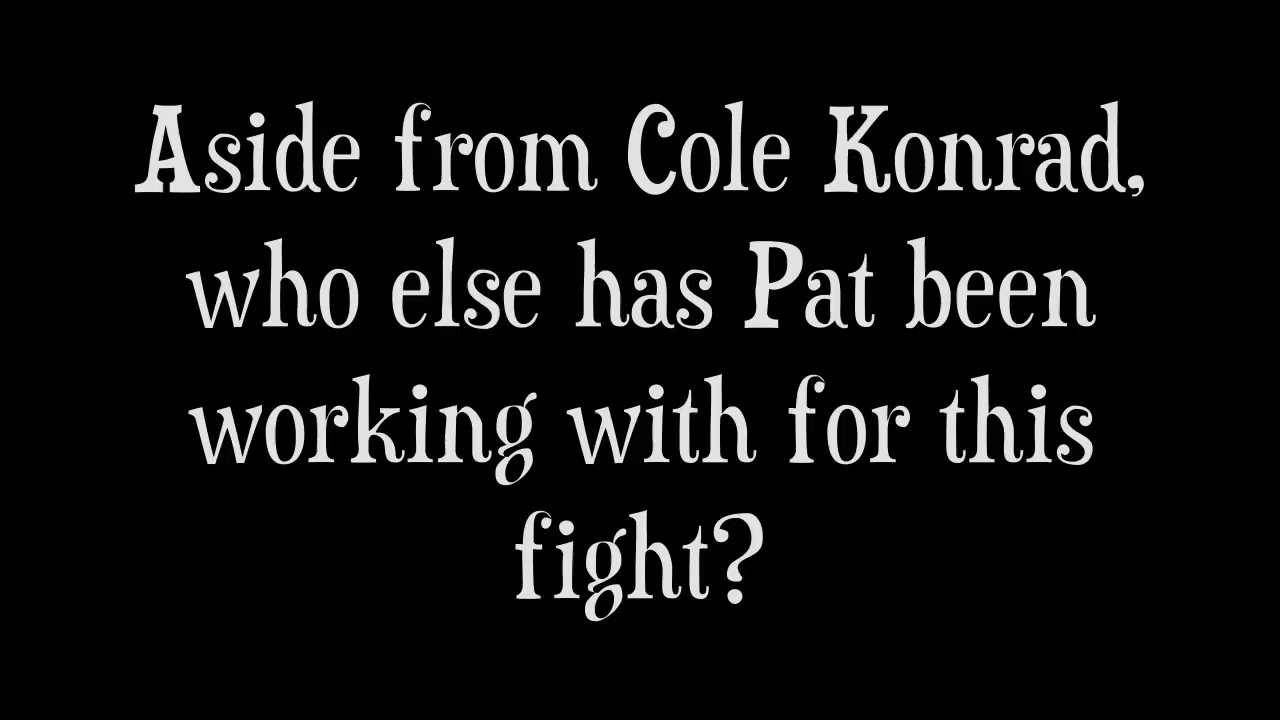 Aside from Cole Konrad,
who else has Pat been
working with for this
fight?